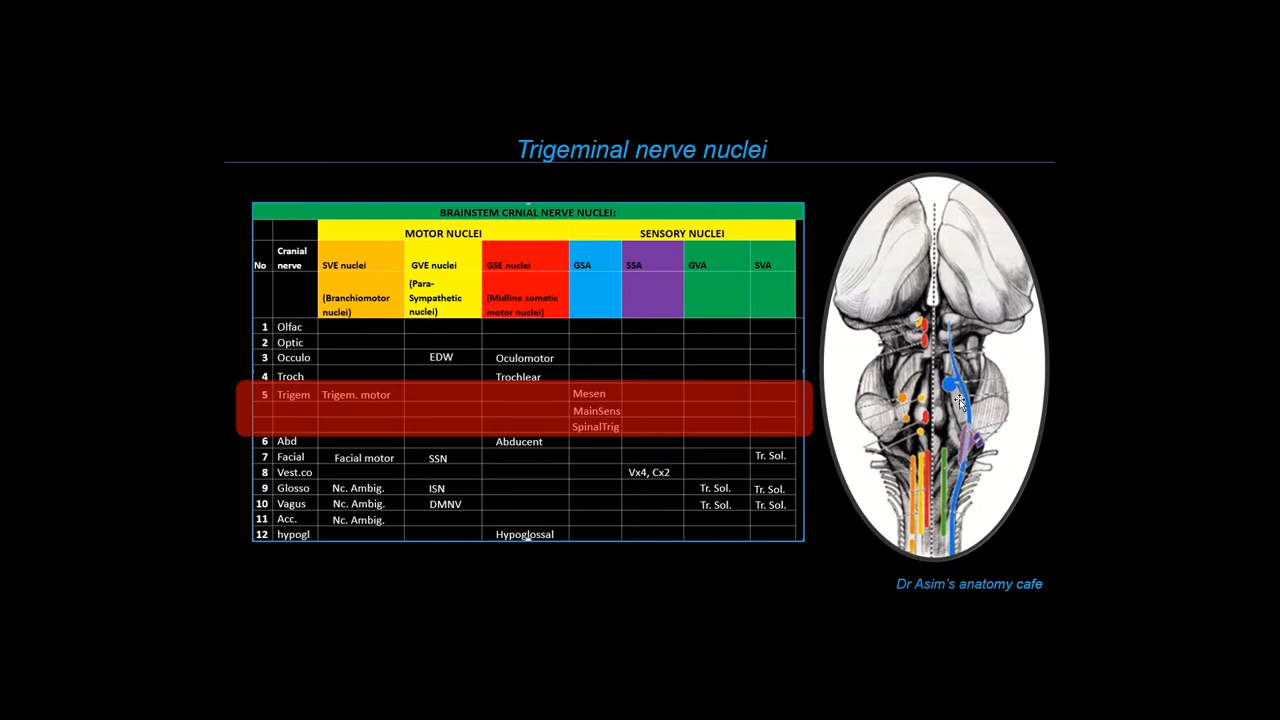 Trigeminal nerve nuclei
BRAINSTEM CRNIAL NERVE NUCLEI:
MOTOR NUCLEI SENSORY NUCLEI
No Cranial nerve SVE nuclei GVE nuclei GSE nuclei GSA SSA GVA SVA
(Branchiomotor nuclei) (Para-Sympathetic nuclei) (Midline somatic motor nuclei)
1 Olfac
2 Optic
3 Occulo EDW Oculomotor
4 Troch Trochlear
5 Trigem Trigem. motor Mesen
MainSens
SpinalTrig
6 Abd Abducent
7 Facial Facial motor SSN Tr. Sol.
8 Vest.co Vx4, Cx2
9 Glosso Nc. Ambig. ISN Tr. Sol. Tr. Sol.
10 Vagus Nc. Ambig. DMNV Tr. Sol. Tr. Sol.
11 Acc. Nc. Ambig.
12 hypogl Hypoglossal
Dr Asim's anatomy cafe